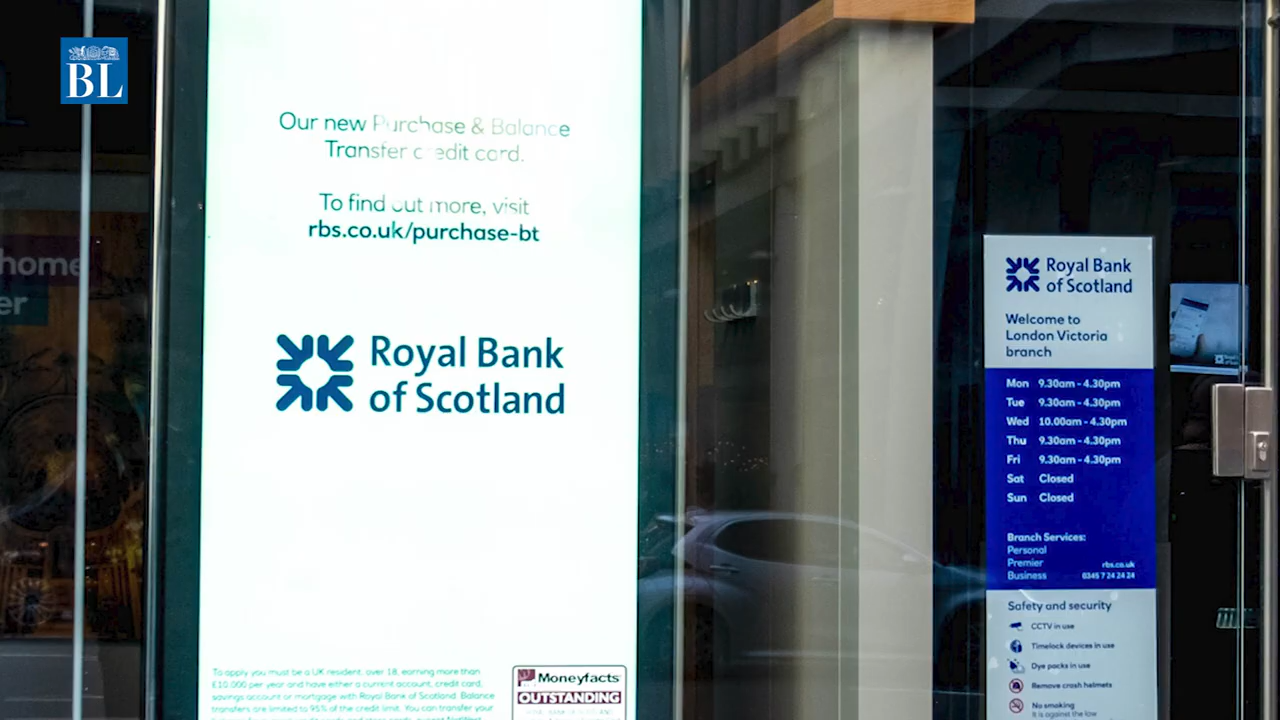 BL
home
er
Our new Purchase & Balance
Transfer credit card.
To find out more, visit
rbs.co.uk/purchase-bt
Royal Bank
of Scotland
To apply you must be a UK resident, over 18, earning more than
£10,000 per year and have either a current account, credit card,
savings account or mortgage with Royal Bank of Scotland. Balance
transfers are limited to 95% of the credit limit. You can transfer your
Moneyfacts
OUTSTANDING
Royal Bank
of Scotland
Welcome to
London Victoria
branch
Mon 9.30am - 4.30pm
Tue 9.30am - 4.30pm
Wed 10.00am - 4.30pm
Thu 9.30am - 4.30pm
Fri 9.30am - 4.30pm
Sat Closed
Sun Closed
Branch Services:
Personal
Premier rbs.co.uk
Business 0345 7 24 24 24
Safety and security
CCTV in use
Timelock devices in use
Dye packs in use
Remove crash helmets
No smoking
It is against the law